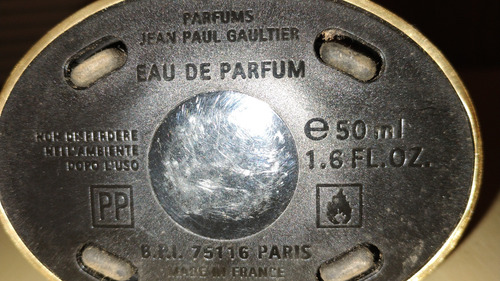 PARFUMS
JEAN PAUL GAULTIER
EAU DE PARFUM
NON DISPERDERE
NELL'AMBIENTE
DOPO L'USO
e 50 ml
1.6 FL.OZ.
PP
B.P.I. 75116 PARIS
MADE IN FRANCE